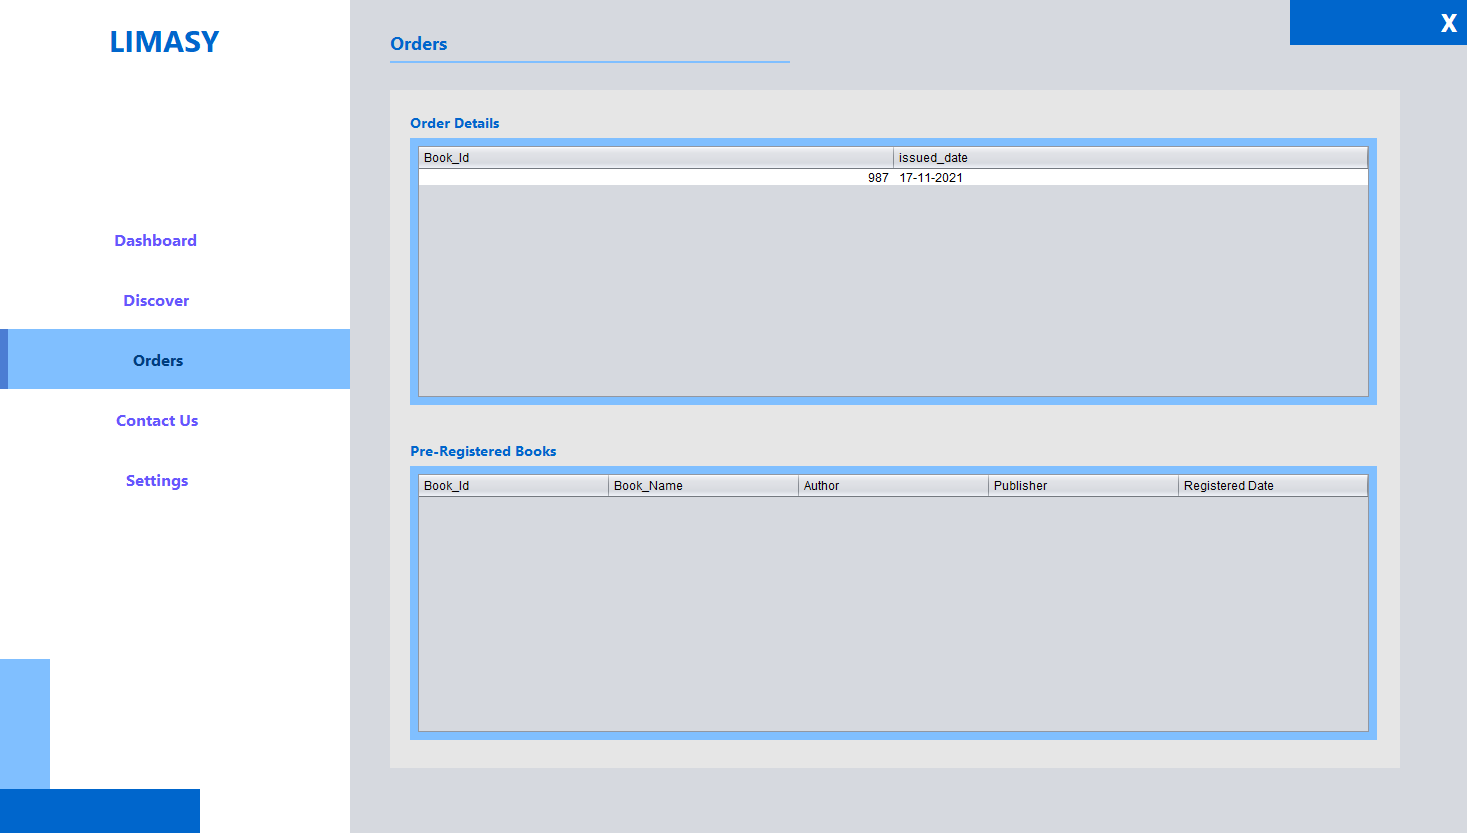 LIMASY
X
Orders
Order Details
Book_Id issued_date
987 17-11-2021
Dashboard
Discover
Orders
Contact Us
Settings
Pre-Registered Books
Book_Id Book_Name Author Publisher Registered Date